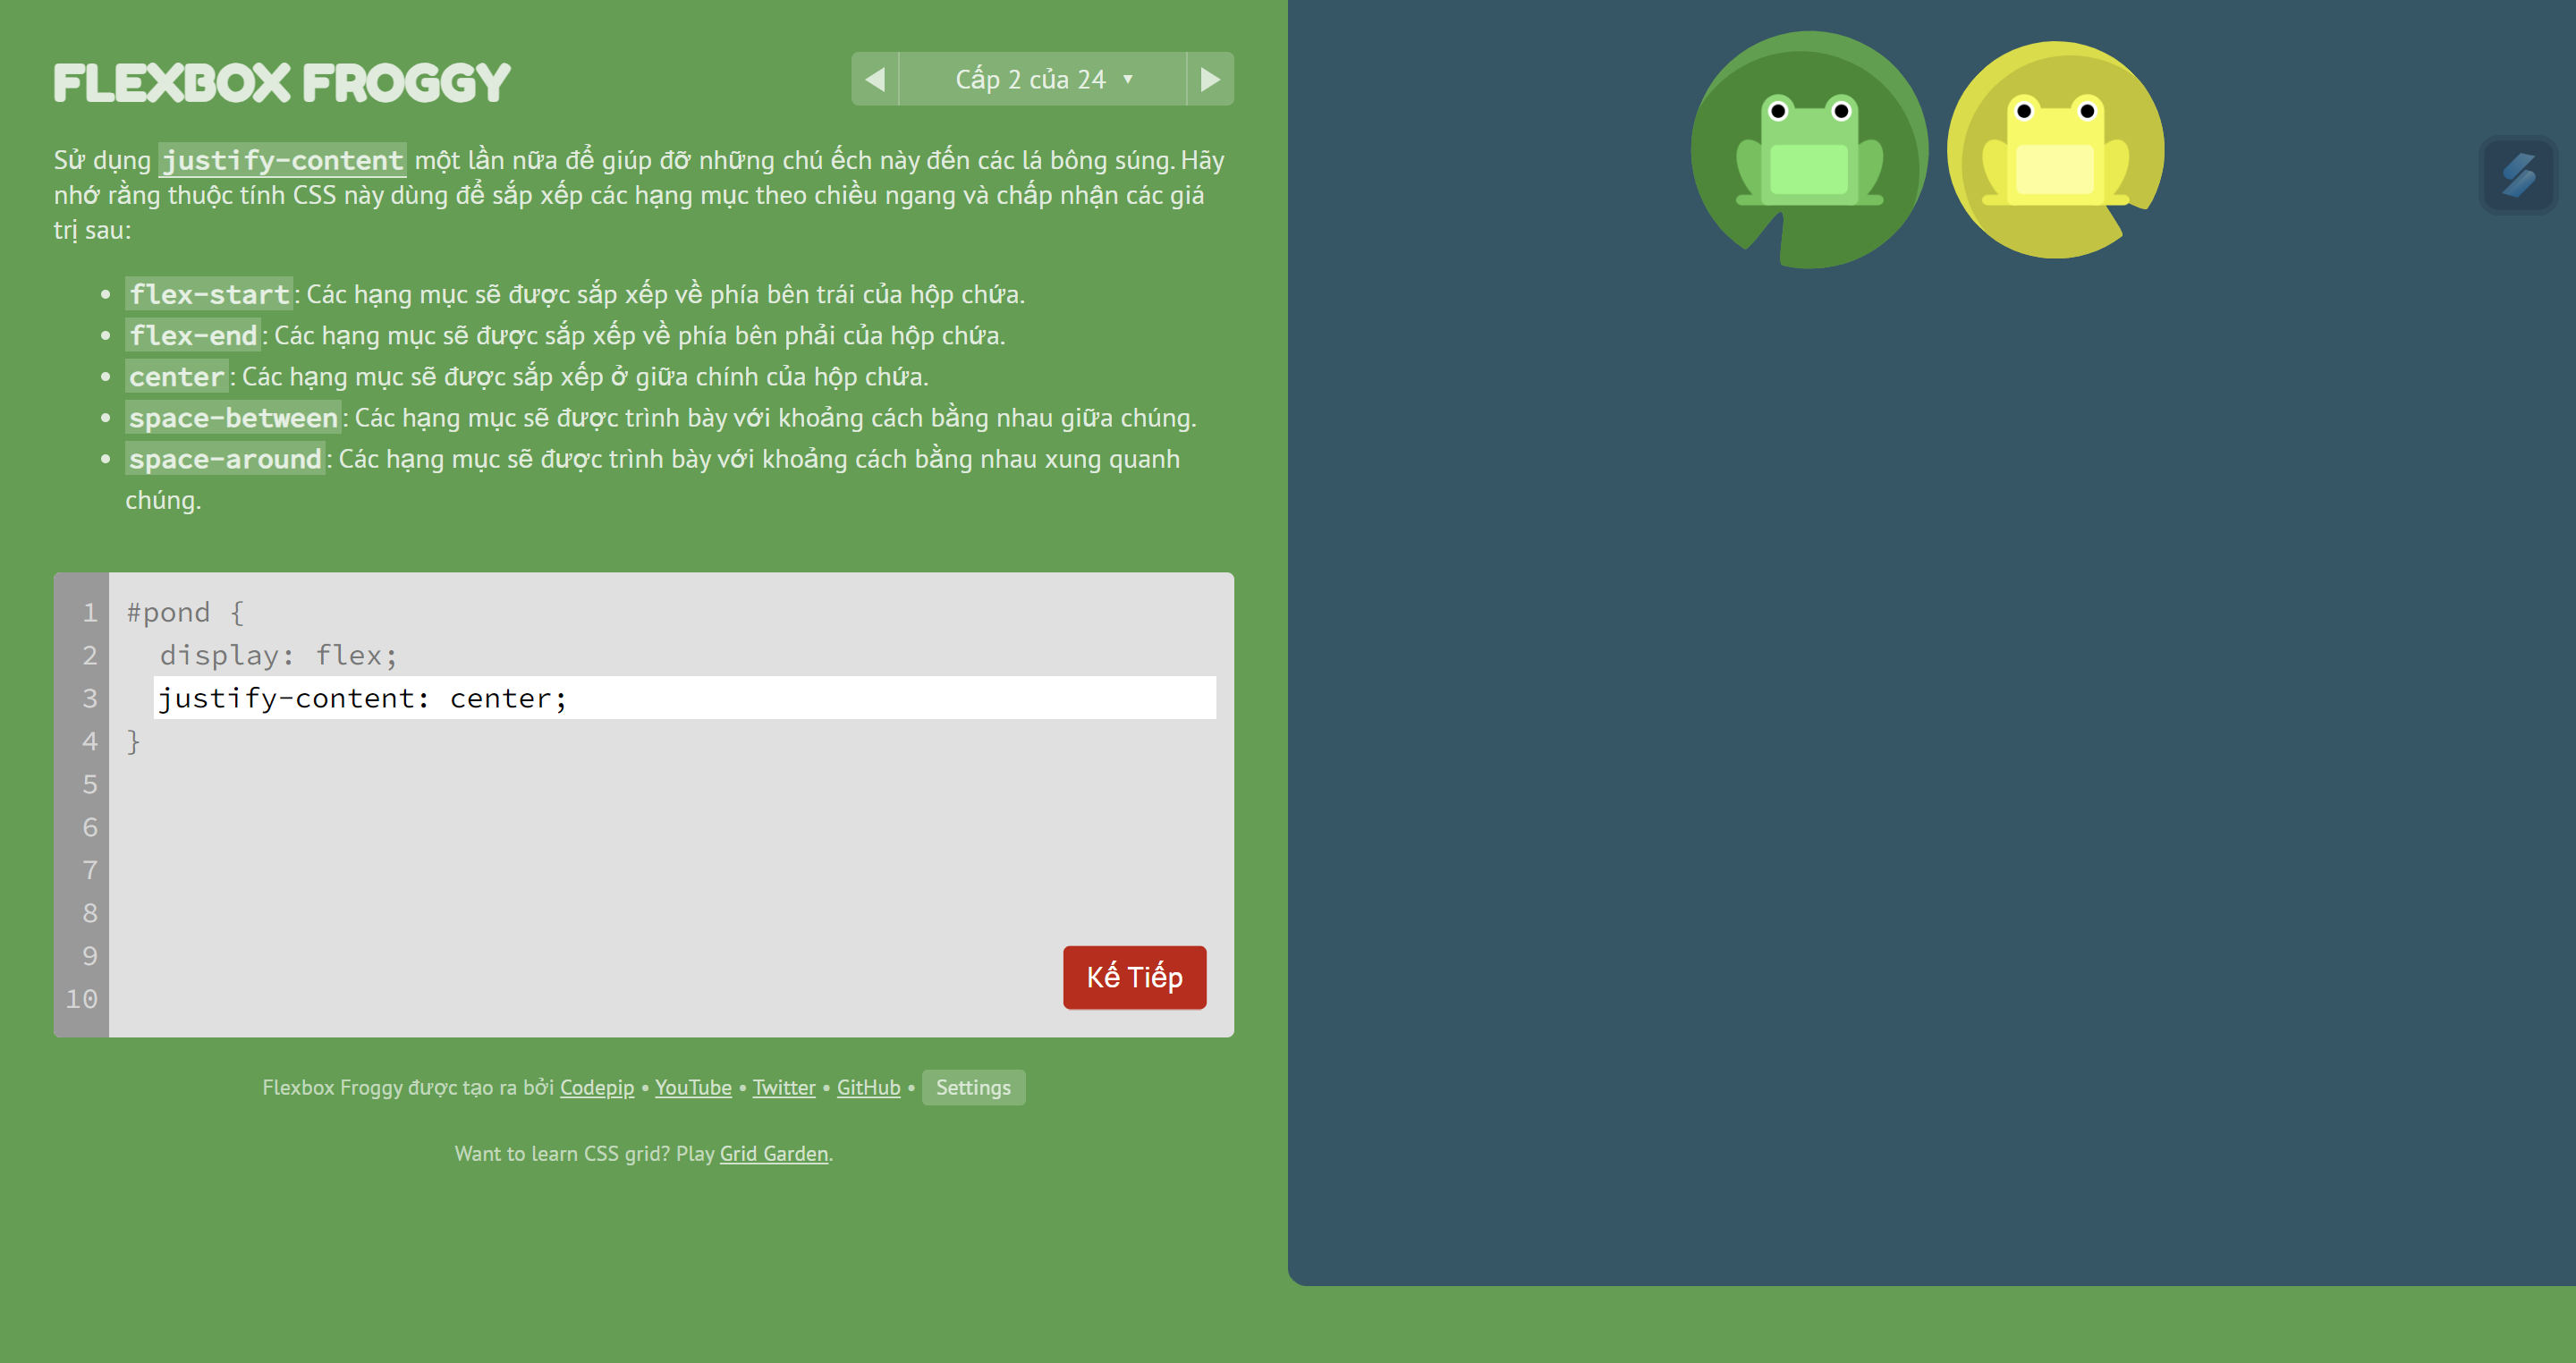 FLEXBOX FROGGY
Cấp 2 của 24 ▼
Sử dụng justify-content một lần nữa để giúp đỡ những chú ếch này đến các lá bông súng. Hãy
nhớ rằng thuộc tính CSS này dùng để sắp xếp các hạng mục theo chiều ngang và chấp nhận các giá
trị sau:
• flex-start: Các hạng mục sẽ được sắp xếp về phía bên trái của hộp chứa.
• flex-end: Các hạng mục sẽ được sắp xếp về phía bên phải của hộp chứa.
• center: Các hạng mục sẽ được sắp xếp ở giữa chính của hộp chứa.
• space-between: Các hạng mục sẽ được trình bày với khoảng cách bằng nhau giữa chúng.
• space-around: Các hạng mục sẽ được trình bày với khoảng cách bằng nhau xung quanh
chúng.
1 #pond {
2 display: flex;
3 justify-content: center;
4 }
5
6
7
8
9
10
Kế Tiếp
Flexbox Froggy được tạo ra bởi Codepip • YouTube • Twitter • GitHub • Settings
Want to learn CSS grid? Play Grid Garden.